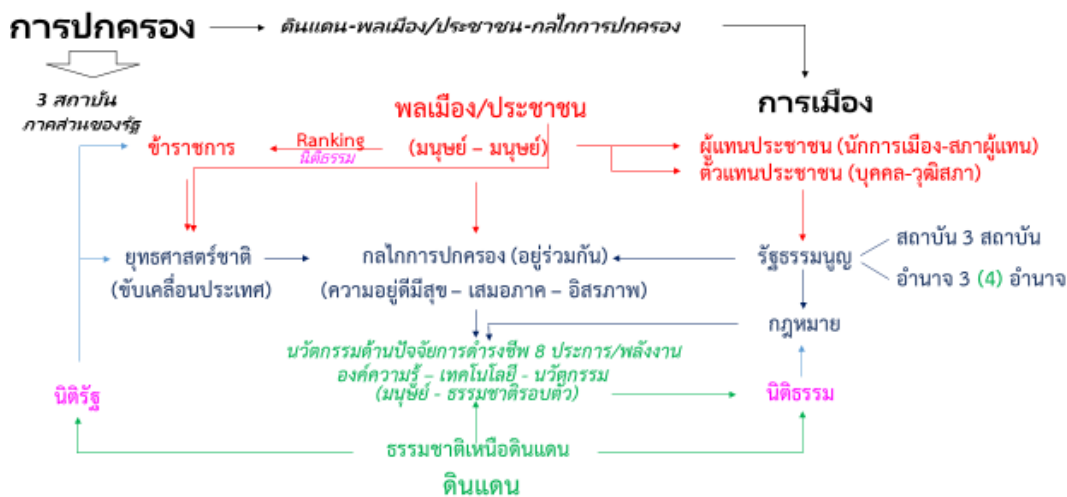 การปกครอง
ดินแดน-พลเมือง/ประชาชน-กลไกการปกครอง
3 สถาบัน
ภาคส่วนของรัฐ
พลเมือง/ประชาชน
การเมือง
ข้าราชการ
Ranking
นิติธรรม
(มนุษย์ – มนุษย์)
ผู้แทนประชาชน (นักการเมือง-สภาผู้แทน)
ตัวแทนประชาชน (บุคคล-วุฒิสภา)
ยุทธศาสตร์ชาติ
(ขับเคลื่อนประเทศ)
กลไกการปกครอง (อยู่ร่วมกัน)
(ความอยู่ดีมีสุข – เสมอภาค – อิสรภาพ)
รัฐธรรมนูญ
สถาบัน 3 สถาบัน
อำนาจ 3 (4) อำนาจ
กฎหมาย
นวัตกรรมด้านปัจจัยการดำรงชีพ 8 ประการ/พลังงาน
องค์ความรู้ – เทคโนโลยี - นวัตกรรม
(มนุษย์ - ธรรมชาติรอบตัว)
นิติรัฐ
นิติธรรม
ธรรมชาติเหนือดินแดน
ดินแดน